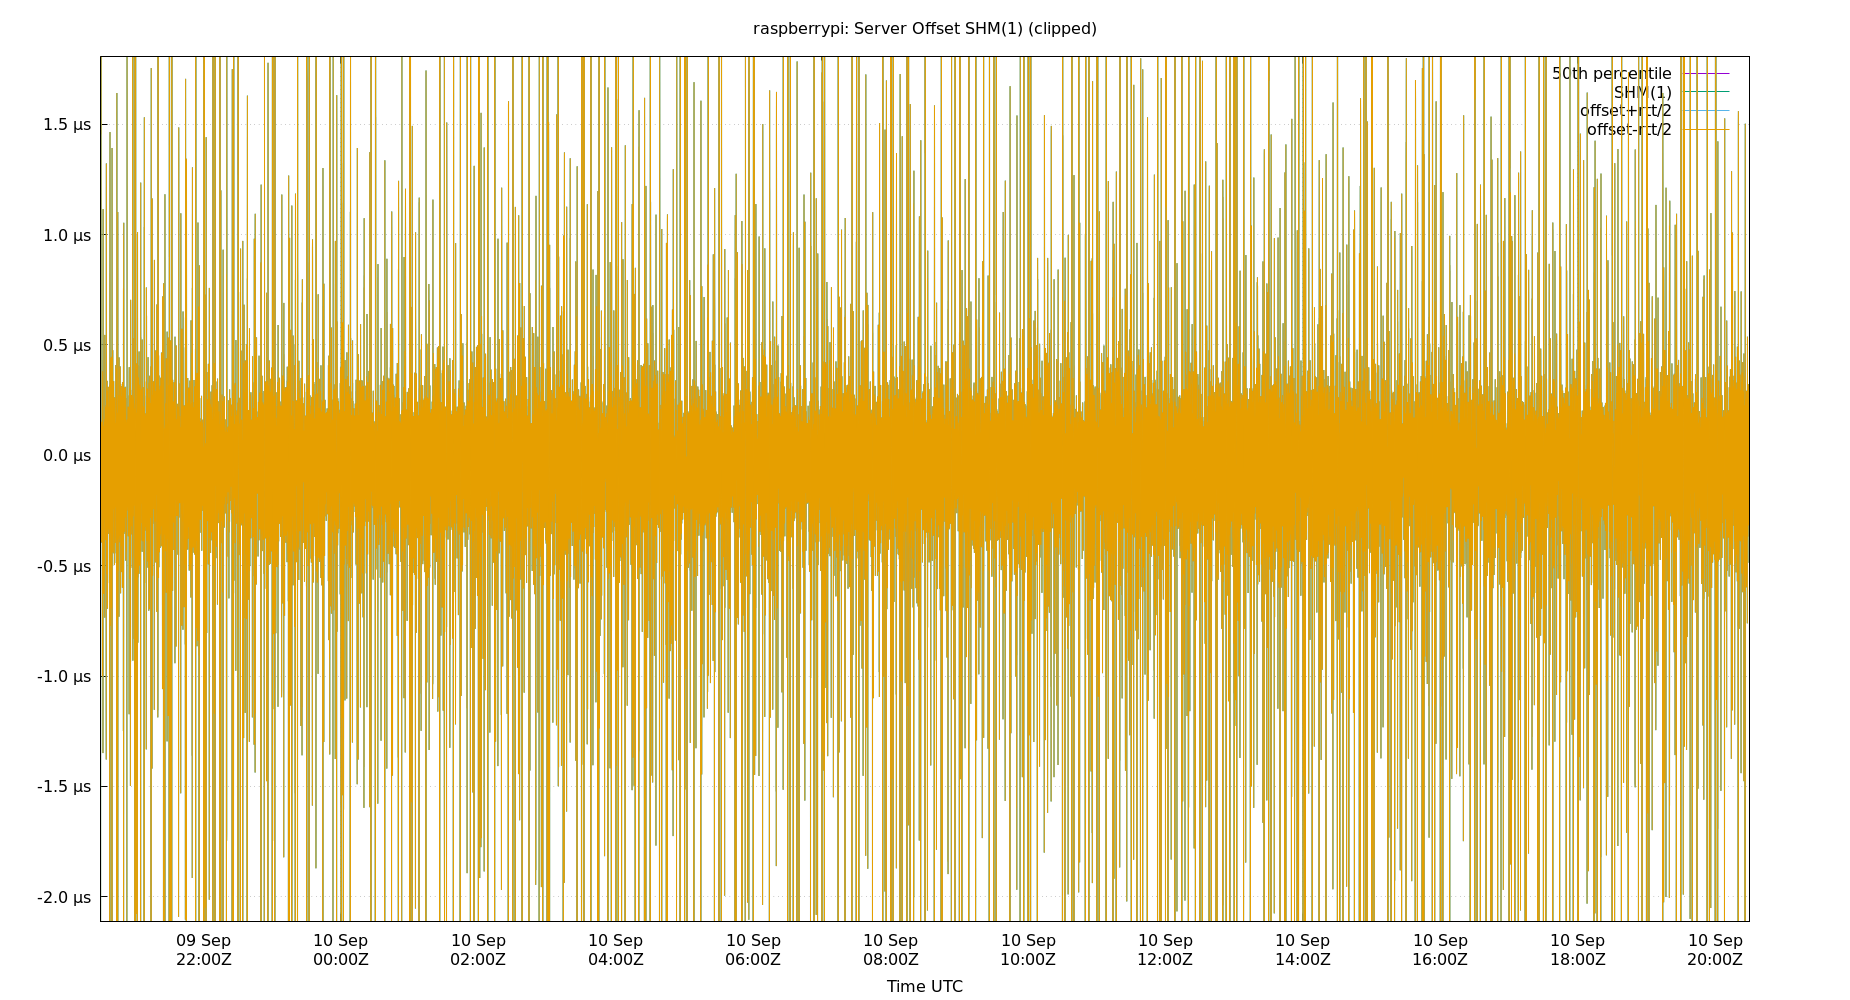 raspberrypi: Server Offset SHM(1) (clipped)
50th percentile
SHM(1)
offset+rtt/2
offset-rtt/2
1.5 µs
1.0 µs
0.5 µs
0.0 µs
-0.5 µs
-1.0 µs
-1.5 µs
-2.0 µs
09 Sep 10 Sep 10 Sep 10 Sep 10 Sep 10 Sep 10 Sep 10 Sep 10 Sep 10 Sep 10 Sep 10 Sep
22:00Z 00:00Z 02:00Z 04:00Z 06:00Z 08:00Z 10:00Z 12:00Z 14:00Z 16:00Z 18:00Z 20:00Z
Time UTC